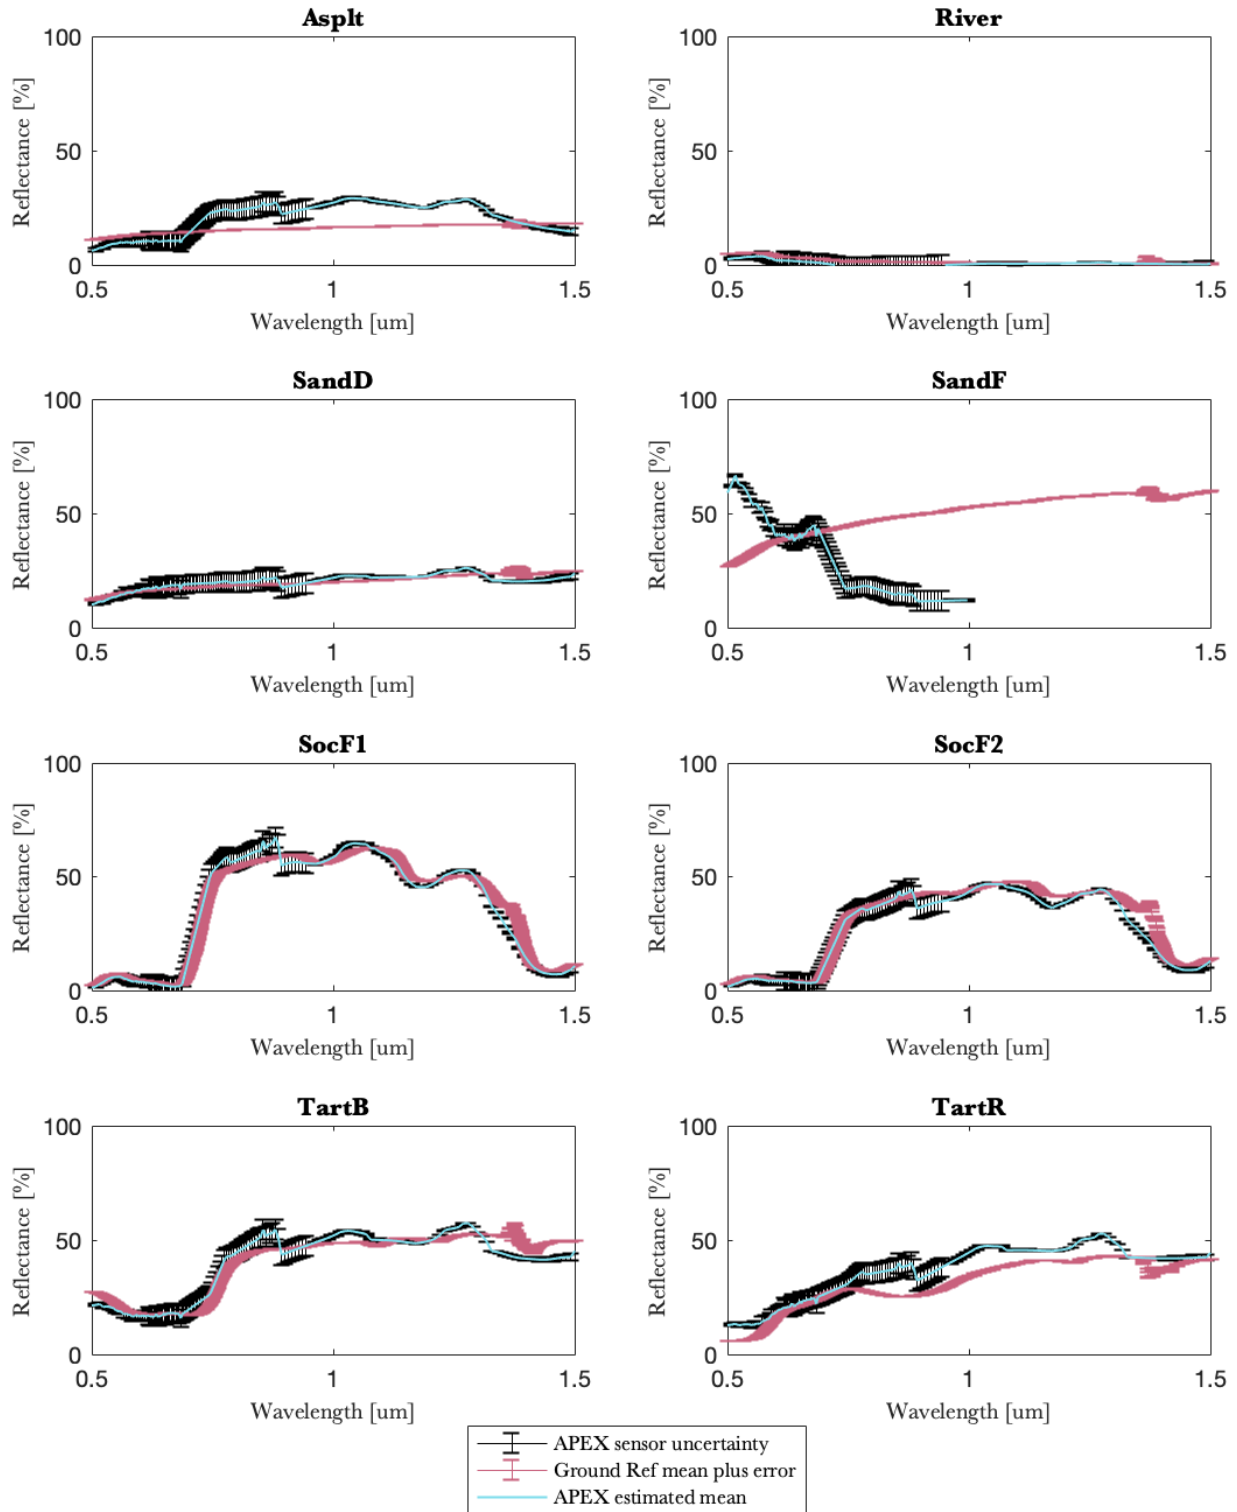 Asplt
River
100
50
0
Reflectance [%]
0.5
1
1.5
Wavelength [um]
100
50
0
Reflectance [%]
0.5
1
1.5
Wavelength [um]
SandD
SandF
100
50
0
Reflectance [%]
0.5
1
1.5
Wavelength [um]
100
50
0
Reflectance [%]
0.5
1
1.5
Wavelength [um]
SocF1
SocF2
100
50
0
Reflectance [%]
0.5
1
1.5
Wavelength [um]
100
50
0
Reflectance [%]
0.5
1
1.5
Wavelength [um]
TartB
TartR
100
50
0
Reflectance [%]
0.5
1
1.5
Wavelength [um]
100
50
0
Reflectance [%]
0.5
1
1.5
Wavelength [um]
APEX sensor uncertainty
Ground Ref mean plus error
APEX estimated mean